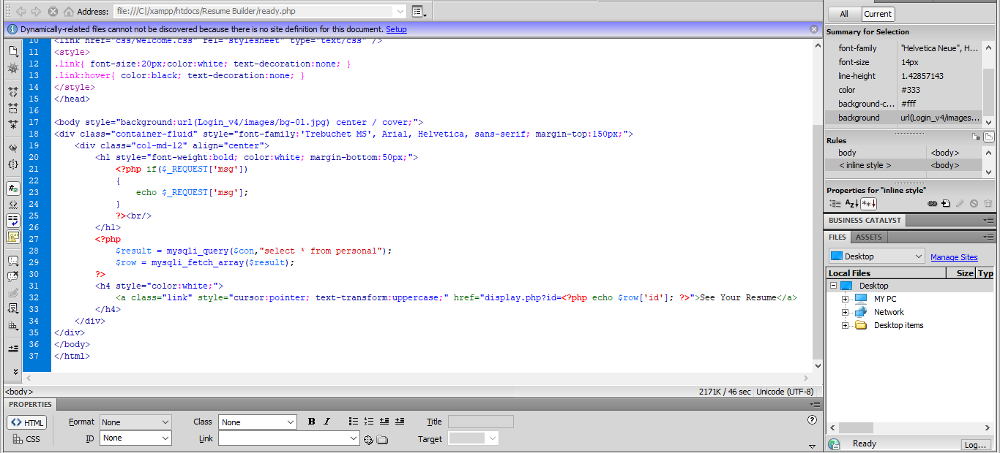 Address: file:///C|/xampp/htdocs/Resume Builder/ready.php
Dynamically-related files cannot not be discovered because there is no site definition for this document. Setup
10 <link href="css/welcome.css" rel="stylesheet" type="text/css" />
11 <style>
12 .link{ font-size:20px;color:white; text-decoration:none; }
13 .link:hover{ color:black; text-decoration:none; }
14 </style>
15 </head>
16
17 <body style="background:url(Login_v4/images/bg-01.jpg) center / cover;">
18 <div class="container-fluid" style="font-family:'Trebuchet MS', Arial, Helvetica, sans-serif; margin-top:150px;">
19 <div class="col-md-12" align="center">
20 <h1 style="font-weight:bold; color:white; margin-bottom:50px;">
21 <?php if($_REQUEST['msg'])
22 {
23 echo $_REQUEST['msg'];
24 }
25 ?><br/>
26 </h1>
27 <?php
28 $result = mysqli_query($con,"select * from personal");
29 $row = mysqli_fetch_array($result);
30 ?>
31 <h4 style="color:white;">
32 <a class="link" style="cursor:pointer; text-transform:uppercase;" href="display.php?id=<?php echo $row['id']; ?>">See Your Resume</a>
33 </h4>
34 </div>
35 </div>
36 </body>
37 </html>
<body>
2171K / 46 sec Unicode (UTF-8)
PROPERTIES
<> HTML
Format None
Class None
B I
Title
CSS
ID None
Link
Target
All Current
Summary for Selection
font-family "Helvetica Neue", H...
font-size 14px
line-height 1.42857143
color #333
background-c... #fff
background url(Login_v4/images...
Rules
body <body>
< inline style > <body>
Properties for "inline style"
BUSINESS CATALYST
FILES ASSETS
Desktop Manage Sites
Local Files Size Typ
Desktop
MY PC
Network
Desktop items
Ready Log...